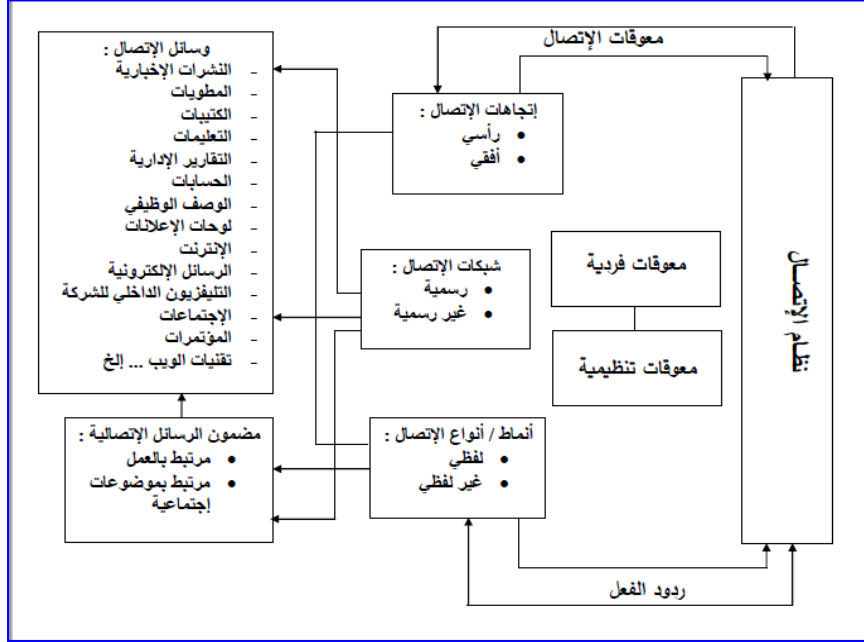 معوقات الإتصال
نظام الإتصال
إتجاهات الإتصال :
• رأسي
• أفقي
وسائل الإتصال :
- النشرات الإخبارية
- المطويات
- الكتيبات
- التعليمات
- التقارير الإدارية
- الحسابات
- الوصف الوظيفي
- لوحات الإعلانات
- الإنترنت
- الرسائل الإلكترونية
- التليفزيون الداخلي للشركة
- الإجتماعات
- المؤتمرات
- تقنيات الويب ... إلخ
معوقات فردية
معوقات تنظيمية
شبكات الإتصال :
• رسمية
• غير رسمية
أنماط / أنواع الإتصال :
• لفظي
• غير لفظي
مضمون الرسائل الإتصالية :
• مرتبط بالعمل
• مرتبط بموضوعات
إجتماعية
ردود الفعل